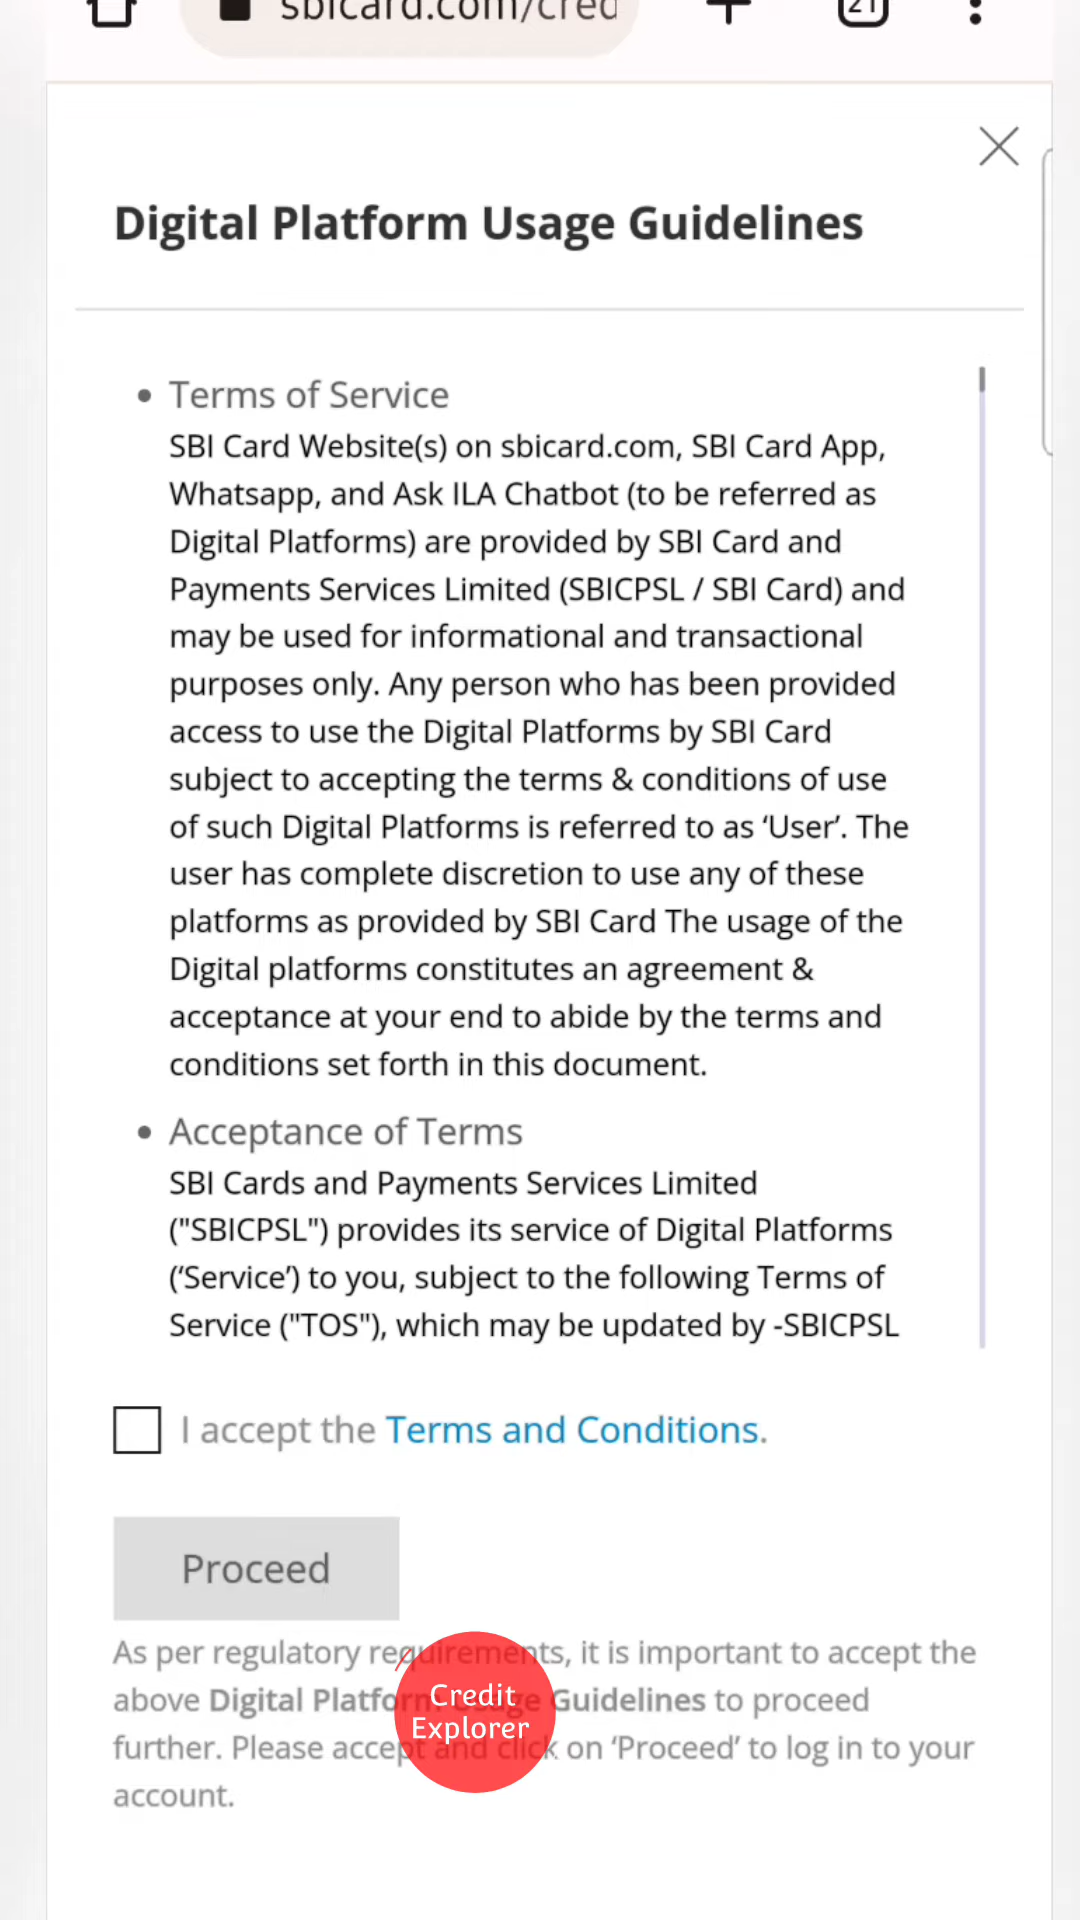 sbicard.com/cred
21
Digital Platform Usage Guidelines
• Terms of Service
SBI Card Website(s) on sbicard.com, SBI Card App,
Whatsapp, and Ask ILA Chatbot (to be referred as
Digital Platforms) are provided by SBI Card and
Payments Services Limited (SBICPSL / SBI Card) and
may be used for informational and transactional
purposes only. Any person who has been provided
access to use the Digital Platforms by SBI Card
subject to accepting the terms & conditions of use
of such Digital Platforms is referred to as ‘User’. The
user has complete discretion to use any of these
platforms as provided by SBI Card The usage of the
Digital platforms constitutes an agreement &
acceptance at your end to abide by the terms and
conditions set forth in this document.
• Acceptance of Terms
SBI Cards and Payments Services Limited
("SBICPSL") provides its service of Digital Platforms
(‘Service’) to you, subject to the following Terms of
Service ("TOS"), which may be updated by -SBICPSL
I accept the Terms and Conditions.
Proceed
As per regulatory requirements, it is important to accept the
above Digital Platform Usage Guidelines to proceed
further. Please accept and click on ‘Proceed’ to log in to your
account.
Credit
Explorer